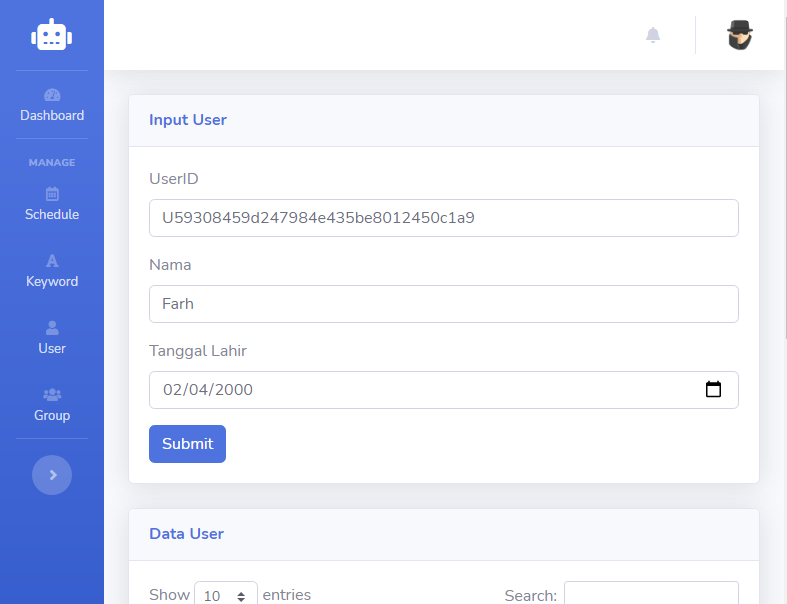 Dashboard
MANAGE
Schedule
Keyword
User
Group
Input User
UserID
U59308459d247984e435be8012450c1a9
Nama
Farh
Tanggal Lahir
02/04/2000
Submit
Data User
Show 10 entries
Search: